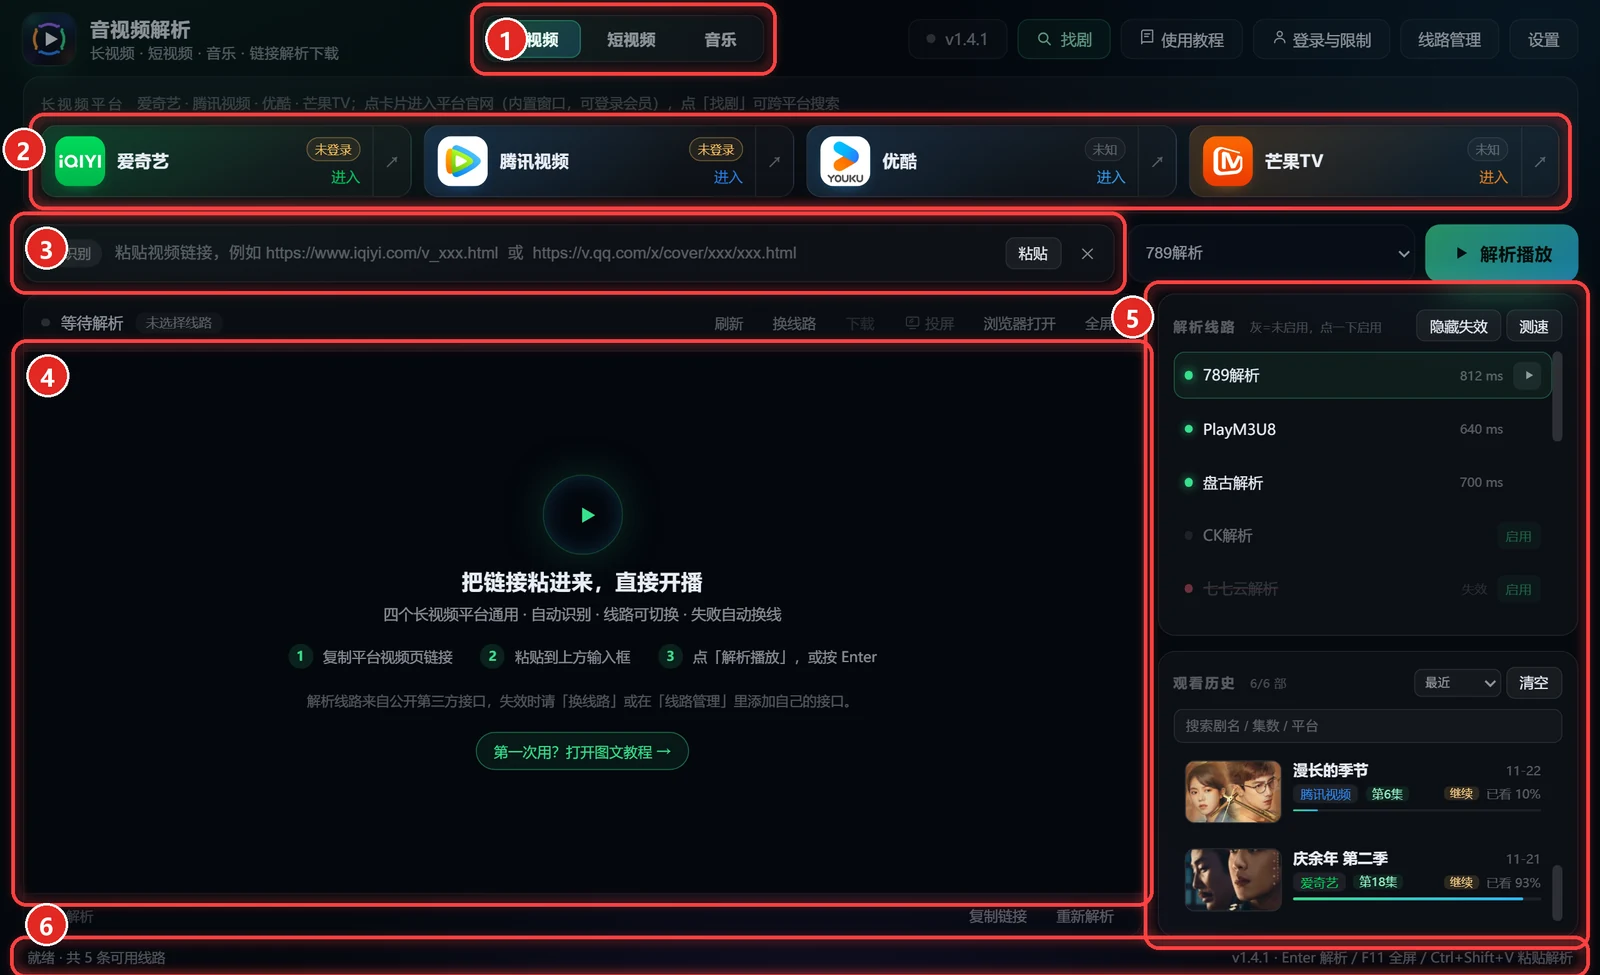 音视频解析
长视频 · 短视频 · 音乐 · 链接解析下载
1
视频
短视频
音乐
v1.4.1
找剧
使用教程
登录与限制
线路管理
设置
长视频平台 爱奇艺 · 腾讯视频 · 优酷 · 芒果TV；点卡片进入平台官网（内置窗口，可登录会员），点「找剧」可跨平台搜索
2
iQIYI
爱奇艺
未登录
进入
腾讯视频
未登录
进入
YOUKU
优酷
未知
进入
芒果TV
未知
进入
3
识别
粘贴视频链接，例如 https://www.iqiyi.com/v_xxx.html 或 https://v.qq.com/x/cover/xxx/xxx.html
粘贴
789解析
解析播放
等待解析
未选择线路
刷新
换线路
下载
投屏
浏览器打开
全屏
5
解析线路
灰=未启用，点一下启用
隐藏失效
测速
789解析
812 ms
PlayM3U8
640 ms
盘古解析
700 ms
CK解析
启用
七七云解析
失效
启用
4
把链接粘进来，直接开播
四个长视频平台通用 · 自动识别 · 线路可切换 · 失败自动换线
1 复制平台视频页链接
2 粘贴到上方输入框
3 点「解析播放」，或按 Enter
解析线路来自公开第三方接口，失效时请「换线路」或在「线路管理」里添加自己的接口。
第一次用？打开图文教程 →
观看历史
6/6 部
最近
清空
搜索剧名 / 集数 / 平台
漫长的季节
11-22
腾讯视频
第6集
继续
已看 10%
庆余年 第二季
11-21
爱奇艺
第18集
继续
已看 93%
6
解析
复制链接
重新解析
就绪 · 共 5 条可用线路
v1.4.1 · Enter 解析 / F11 全屏 / Ctrl+Shift+V 粘贴解析